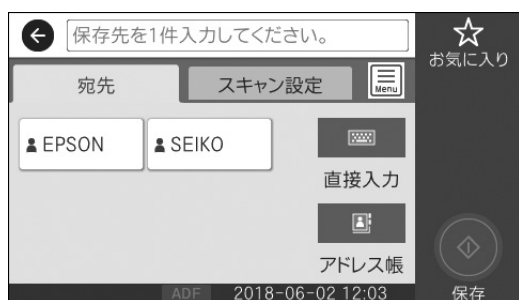 保存先を1件入力してください。
お気に入り
宛先
スキャン設定
Menu
EPSON
SEIKO
直接入力
アドレス帳
ADF
2018-06-02 12:03
保存